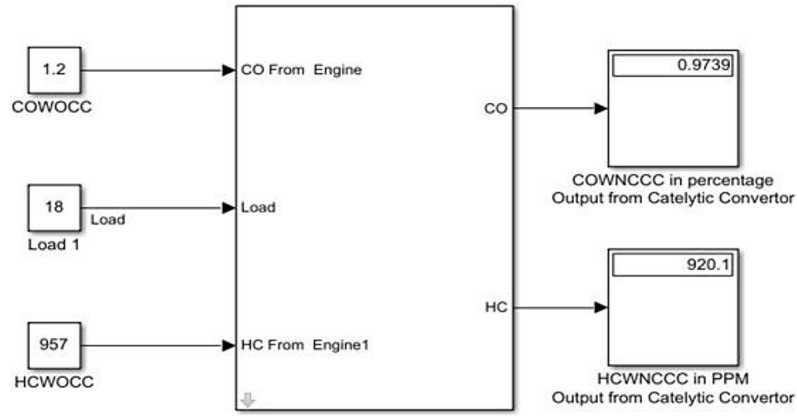 1.2
COWOCC
CO From Engine
18
Load
Load 1
Load
957
HCWOCC
HC From Engine1
CO
0.9739
COWNCCC in percentage
Output from Catelytic Convertor
HC
920.1
HCWNCCC in PPM
Output from Catelytic Convertor